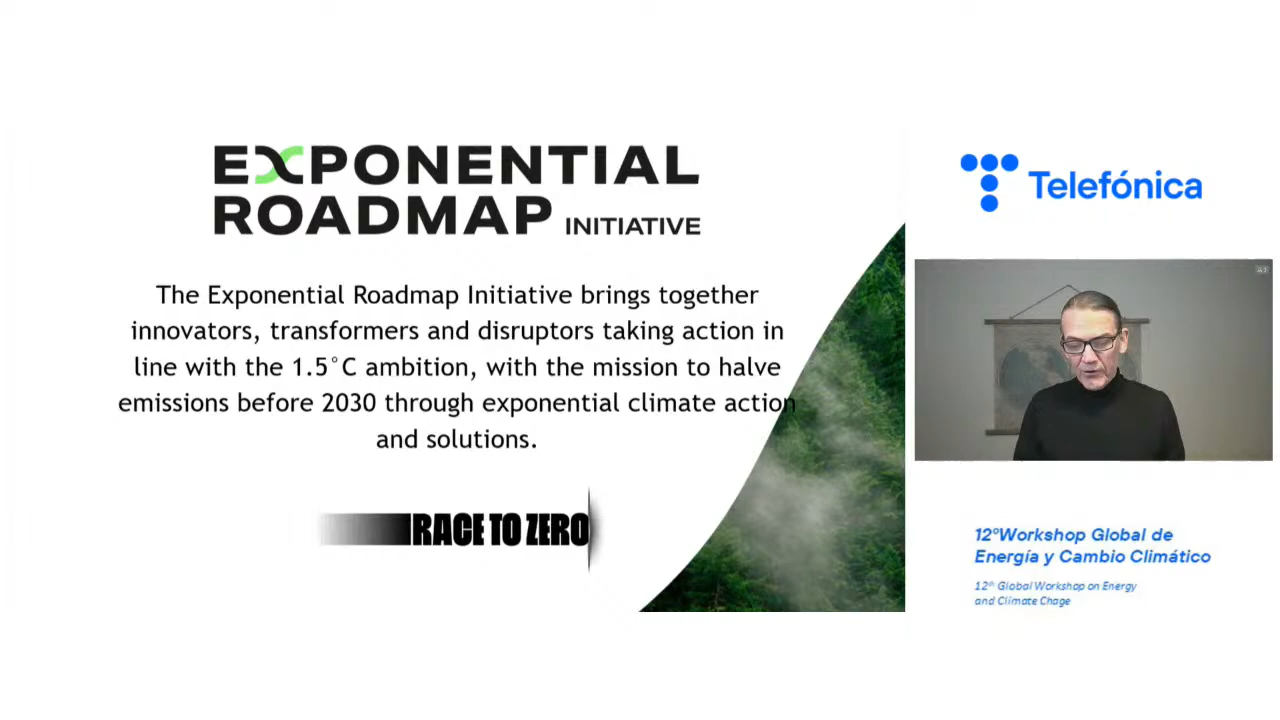 EXPONENTIAL
ROADMAP INITIATIVE
The Exponential Roadmap Initiative brings together
innovators, transformers and disruptors taking action in
line with the 1.5°C ambition, with the mission to halve
emissions before 2030 through exponential climate action
and solutions.
RACE TO ZERO
Telefónica
12ºWorkshop Global de
Energía y Cambio Climático
12th Global Workshop on Energy
and Climate Chage